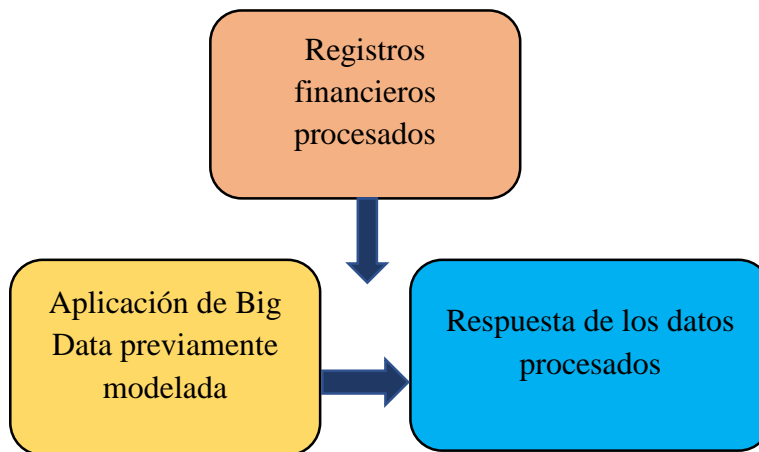 Registros
financieros
procesados
Aplicación de Big
Data previamente
modelada
Respuesta de los datos
procesados